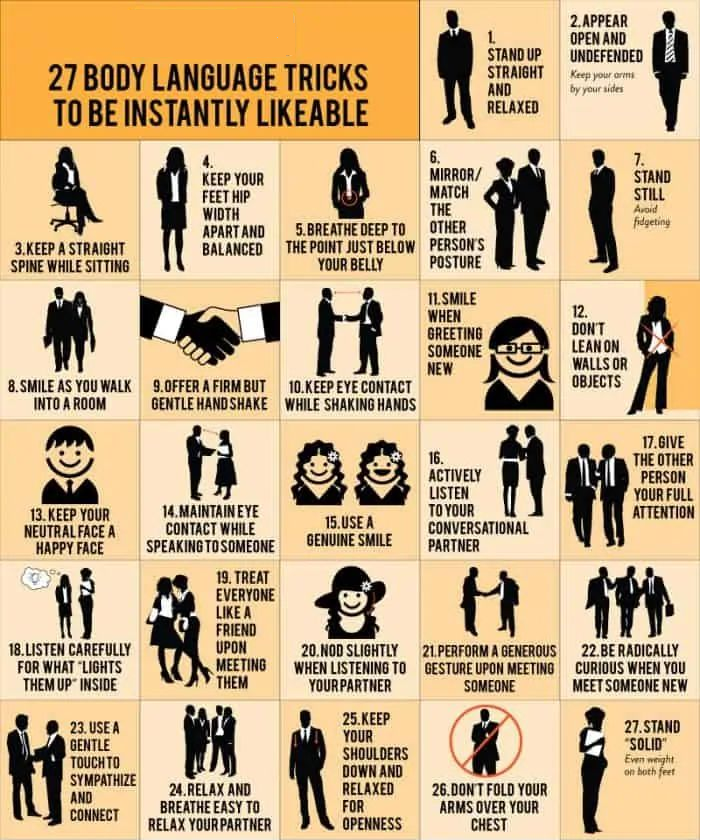 27 BODY LANGUAGE TRICKS
TO BE INSTANTLY LIKEABLE
1.
STAND UP
STRAIGHT
AND
RELAXED
2. APPEAR
OPEN AND
UNDEFENDED
Keep your arms
by your sides
3. KEEP A STRAIGHT
SPINE WHILE SITTING
4.
KEEP YOUR
FEET HIP
WIDTH
APART AND
BALANCED
5. BREATHE DEEP TO
THE POINT JUST BELOW
YOUR BELLY
6.
MIRROR/
MATCH
THE
OTHER
PERSON'S
POSTURE
7.
STAND
STILL
Avoid
fidgeting
8. SMILE AS YOU WALK
INTO A ROOM
9. OFFER A FIRM BUT
GENTLE HAND SHAKE
10. KEEP EYE CONTACT
WHILE SHAKING HANDS
11. SMILE
WHEN
GREETING
SOMEONE
NEW
12.
DON'T
LEAN ON
WALLS OR
OBJECTS
13. KEEP YOUR
NEUTRAL FACE A
HAPPY FACE
14. MAINTAIN EYE
CONTACT WHILE
SPEAKING TO SOMEONE
15. USE A
GENUINE SMILE
16.
ACTIVELY
LISTEN
TO YOUR
CONVERSATIONAL
PARTNER
17. GIVE
THE OTHER
PERSON
YOUR FULL
ATTENTION
18. LISTEN CAREFULLY
FOR WHAT "LIGHTS
THEM UP" INSIDE
19. TREAT
EVERYONE
LIKE A
FRIEND
UPON
MEETING
THEM
20. NOD SLIGHTLY
WHEN LISTENING TO
YOUR PARTNER
21. PERFORM A GENEROUS
GESTURE UPON MEETING
SOMEONE
22. BE RADICALLY
CURIOUS WHEN YOU
MEET SOMEONE NEW
23. USE A
GENTLE
TOUCH TO
SYMPATHIZE
AND
CONNECT
24. RELAX AND
BREATHE EASY TO
RELAX YOUR PARTNER
25. KEEP
YOUR
SHOULDERS
DOWN AND
RELAXED
FOR
OPENNESS
26. DON'T FOLD YOUR
ARMS OVER YOUR
CHEST
27. STAND
"SOLID"
Even weight
on both feet